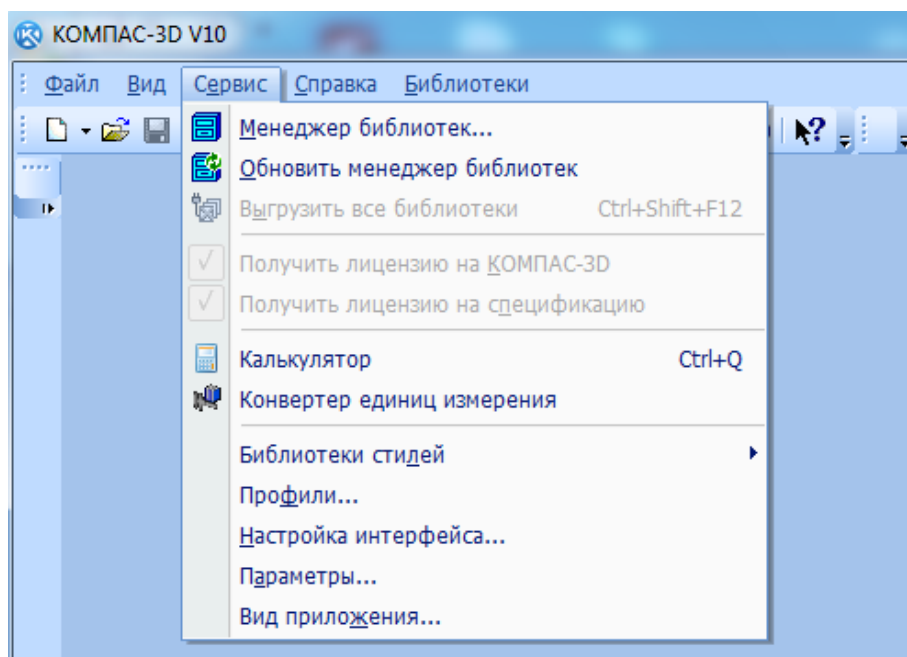 КОМПАС-3D V10
Файл Вид Сервис Справка Библиотеки
Менеджер библиотек...
Обновить менеджер библиотек
Выгрузить все библиотеки Ctrl+Shift+F12
Получить лицензию на КОМПАС-3D
Получить лицензию на спецификацию
Калькулятор Ctrl+Q
Конвертер единиц измерения
Библиотеки стилей
Профили...
Настройка интерфейса...
Параметры...
Вид приложения...